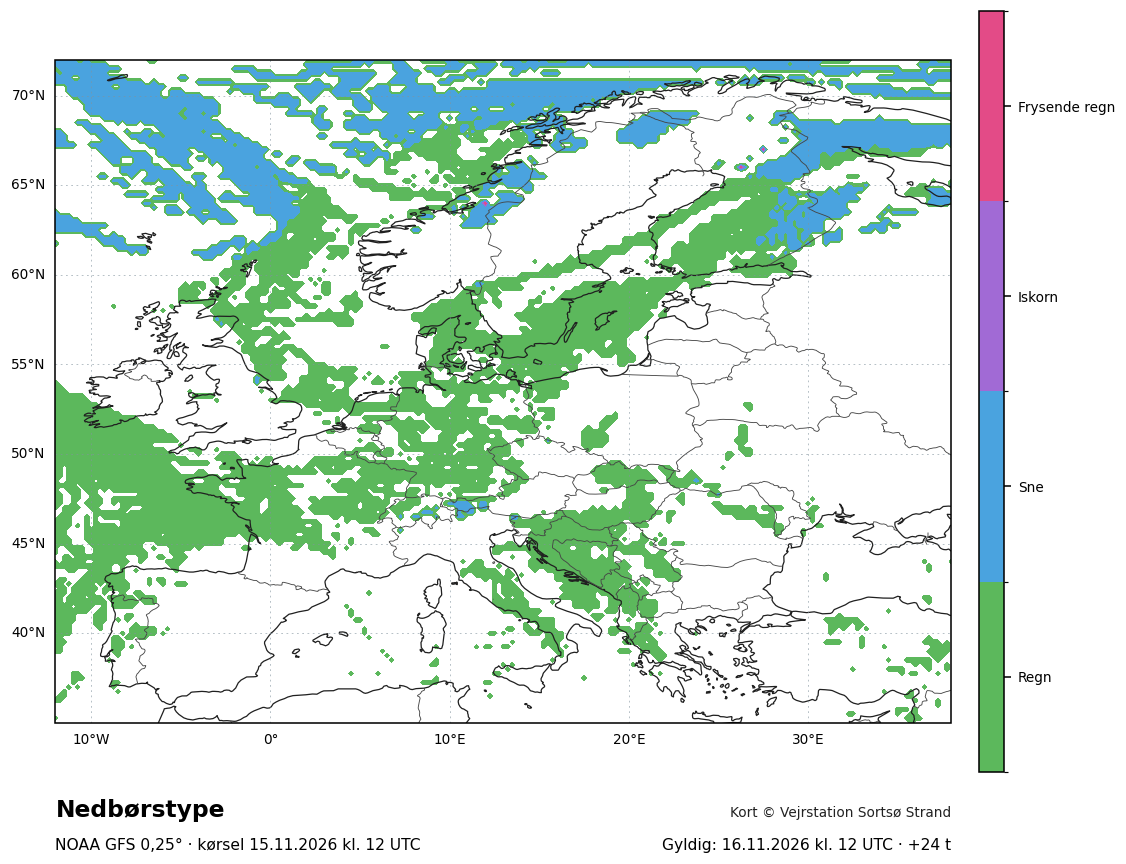 70°N
65°N
60°N
55°N
50°N
45°N
40°N
10°W
0°
10°E
20°E
30°E
Frysende regn
Iskorn
Sne
Regn
Nedbørstype
Kort © Vejrstation Sortsø Strand
NOAA GFS 0,25° · kørsel 15.11.2026 kl. 12 UTC
Gyldig: 16.11.2026 kl. 12 UTC · +24 t